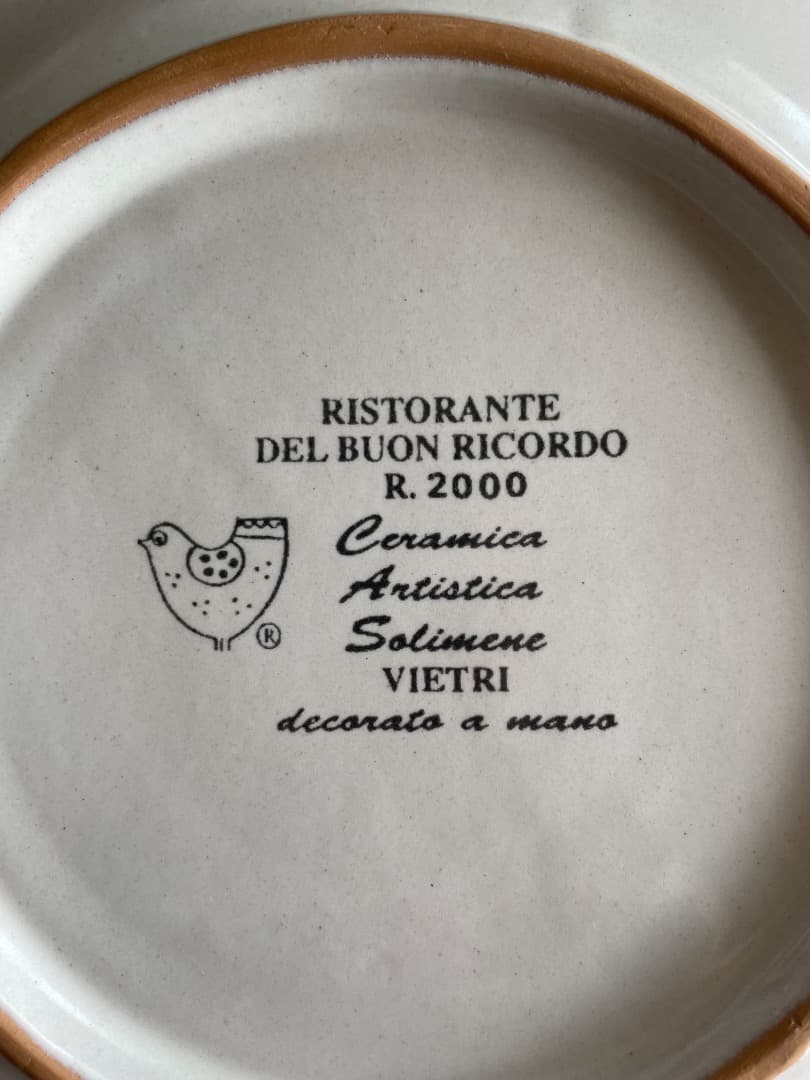 RISTORANTE
DEL BUON RICORDO
R. 2000
Ceramica
Artistica
Solimene
VIETRI
decorato a mano
®